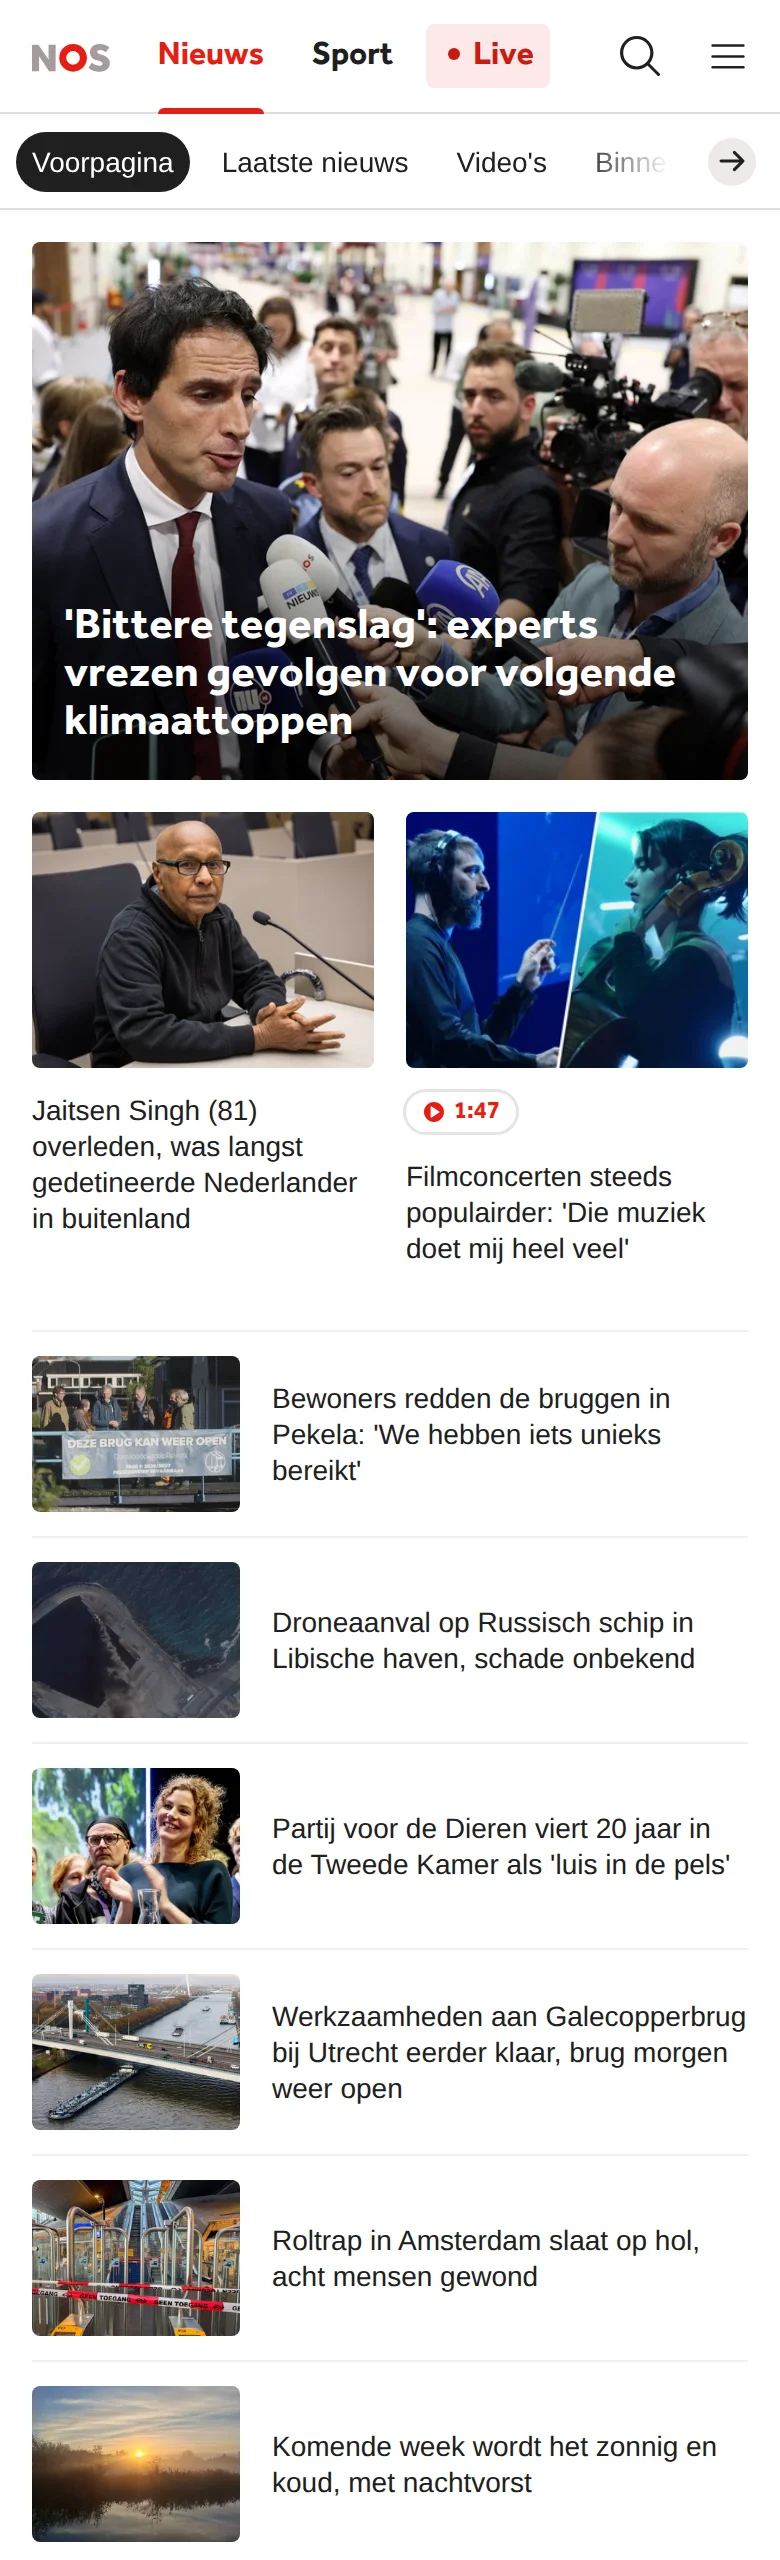 NOS
Nieuws
Sport
Live
Voorpagina
Laatste nieuws
Video's
Binne
NIEUWS
'Bittere tegenslag': experts
vrezen gevolgen voor volgende
klimaattoppen
Jaitsen Singh (81)
overleden, was langst
gedetineerde Nederlander
in buitenland
1:47
Filmconcerten steeds
populairder: 'Die muziek
doet mij heel veel'
DEZE BRUG KAN WEER OPEN
Bewoners redden de bruggen in
Pekela: 'We hebben iets unieks
bereikt'
Droneaanval op Russisch schip in
Libische haven, schade onbekend
Partij voor de Dieren viert 20 jaar in
de Tweede Kamer als 'luis in de pels'
Werkzaamheden aan Galecopperbrug
bij Utrecht eerder klaar, brug morgen
weer open
GEEN TOEGANG
GEEN TOEGANG
Roltrap in Amsterdam slaat op hol,
acht mensen gewond
Komende week wordt het zonnig en
koud, met nachtvorst